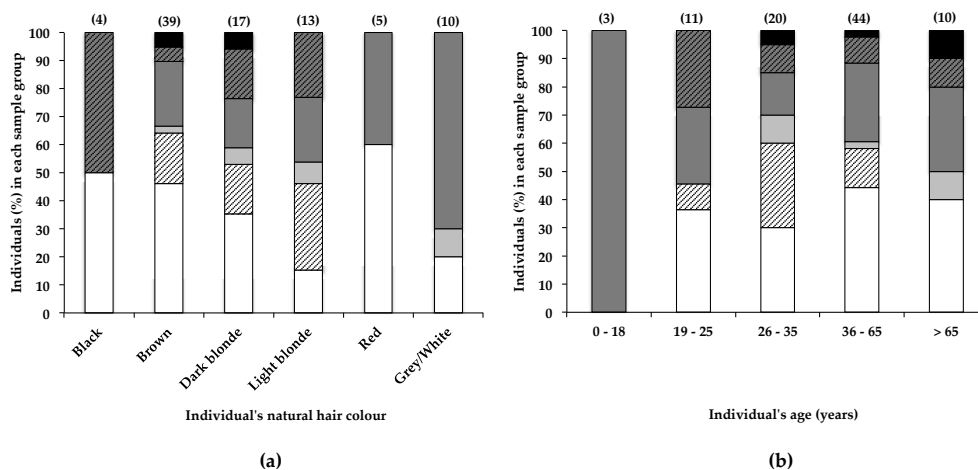 (4) (39) (17) (13) (5) (10)
Individuals (%) in each sample group
100
90
80
70
60
50
40
30
20
10
0
Black
Brown
Dark blonde
Light blonde
Red
Grey/White
Individual's natural hair colour
(a)
(3) (11) (20) (44) (10)
Individuals (%) in each sample group
100
90
80
70
60
50
40
30
20
10
0
0 - 18 19 - 25 26 - 35 36 - 65 > 65
Individual's age (years)
(b)